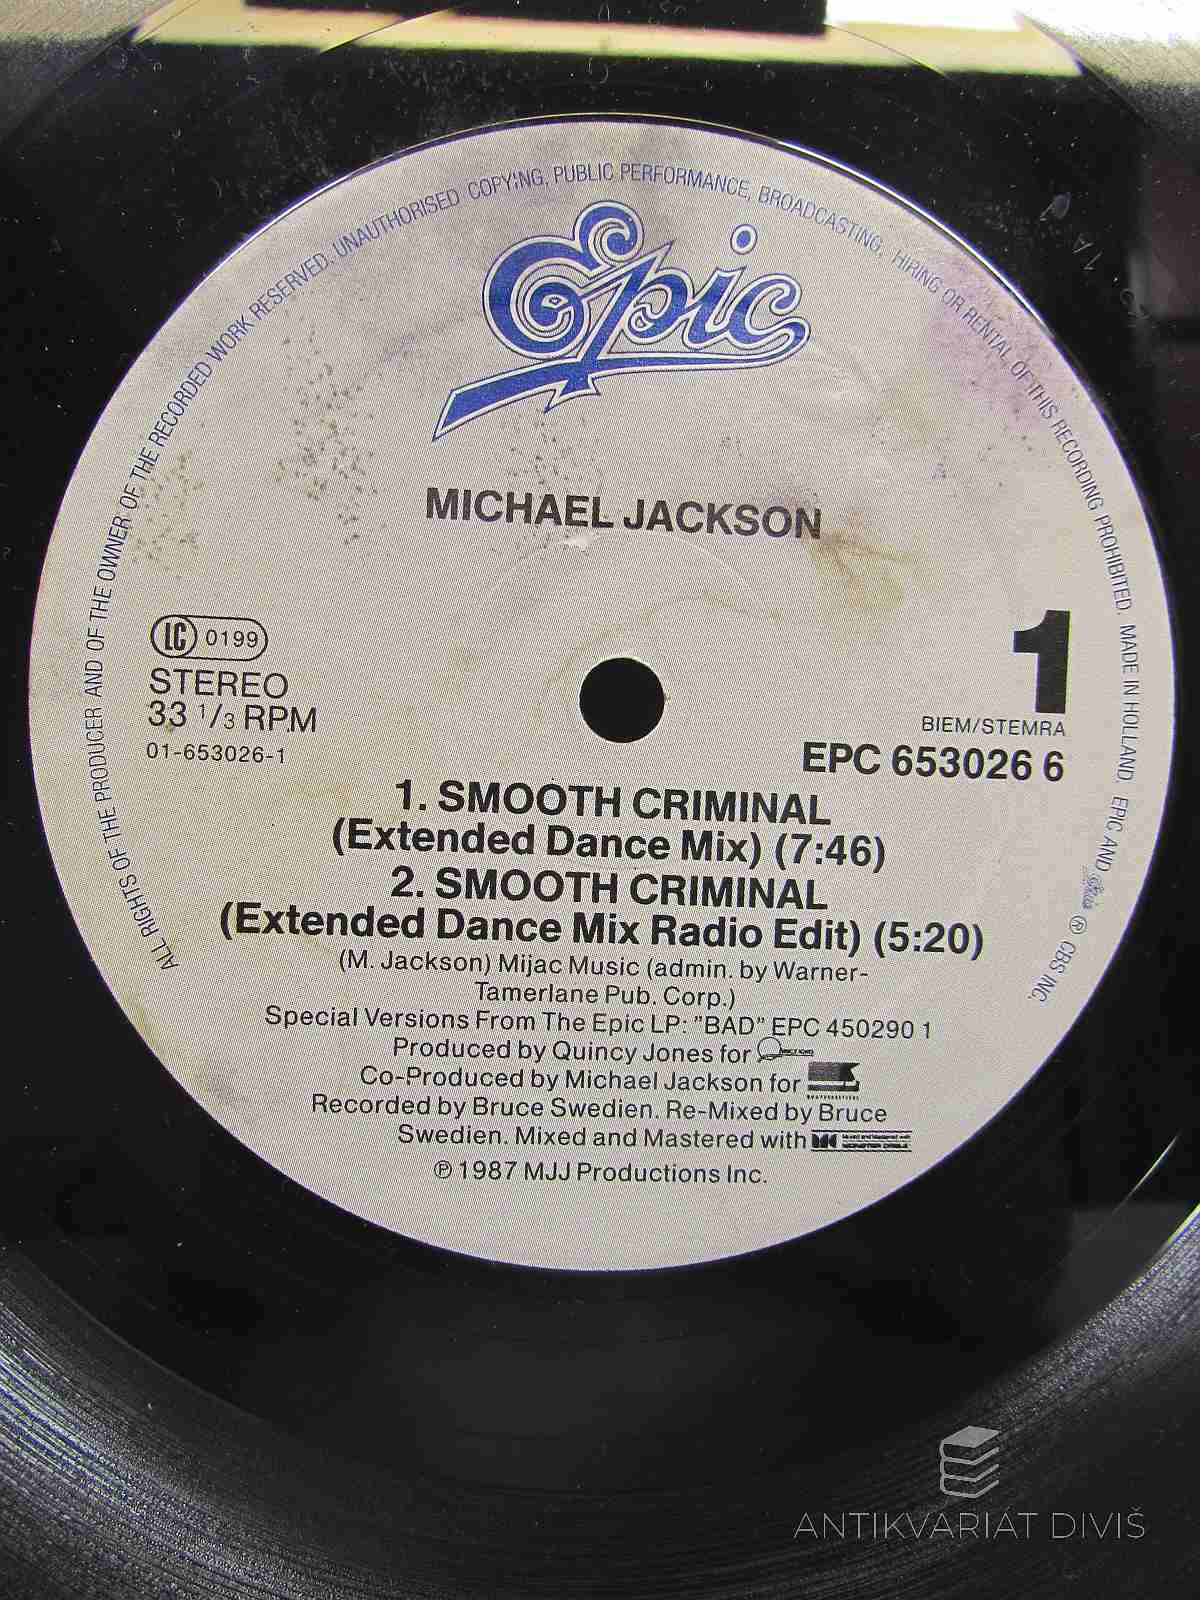 ALL RIGHTS OF THE PRODUCER AND OF THE OWNER OF THE RECORDED WORK RESERVED. UNAUTHORISED COPYING, PUBLIC PERFORMANCE, BROADCASTING, HIRING OR RENTAL OF THIS RECORDING PROHIBITED. MADE IN HOLLAND. EPIC AND Epic ℗ CBS INC.
Epic
MICHAEL JACKSON
LC 0199
STEREO
33 1/3 RPM
01-653026-1
1
BIEM/STEMRA
EPC 653026 6
1. SMOOTH CRIMINAL
(Extended Dance Mix) (7:46)
2. SMOOTH CRIMINAL
(Extended Dance Mix Radio Edit) (5:20)
(M. Jackson) Mijac Music (admin. by Warner-
Tamerlane Pub. Corp.)
Special Versions From The Epic LP: "BAD" EPC 450290 1
Produced by Quincy Jones for
Co-Produced by Michael Jackson for
Recorded by Bruce Swedien. Re-Mixed by Bruce
Swedien. Mixed and Mastered with
℗ 1987 MJJ Productions Inc.
ANTIKVARIÁT DIVIŠ